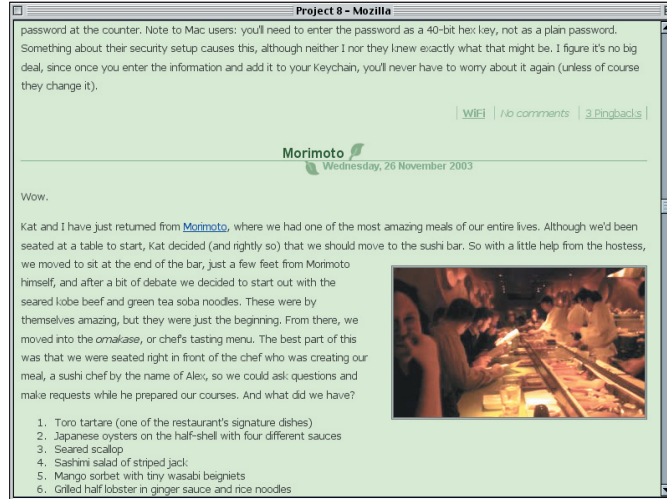 Project 8 - Mozilla
password at the counter. Note to Mac users: you'll need to enter the password as a 40-bit hex key, not as a plain password.
Something about their security setup causes this, although neither I nor they knew exactly what that might be. I figure it's no big
deal, since once you enter the information and add it to your Keychain, you'll never have to worry about it again (unless of course
they change it).
WiFi | No comments | 3 Pingbacks
Morimoto
Wednesday, 26 November 2003
Wow.
Kat and I have just returned from Morimoto, where we had one of the most amazing meals of our entire lives. Although we'd been
seated at a table to start, Kat decided (and rightly so) that we should move to the sushi bar. So with a little help from the hostess,
we moved to sit at the end of the bar, just a few feet from Morimoto
himself, and after a bit of debate we decided to start out with the
seared kobe beef and green tea soba noodles. These were by
themselves amazing, but they were just the beginning. From there, we
moved into the omakase, or chef's tasting menu. The best part of this
was that we were seated right in front of the chef who was creating our
meal, a sushi chef by the name of Alex, so we could ask questions and
make requests while he prepared our courses. And what did we have?
1. Toro tartare (one of the restaurant's signature dishes)
2. Japanese oysters on the half-shell with four different sauces
3. Seared scallop
4. Sashimi salad of striped jack
5. Mango sorbet with tiny wasabi beigniets
6. Grilled half lobster in ginger sauce and rice noodles